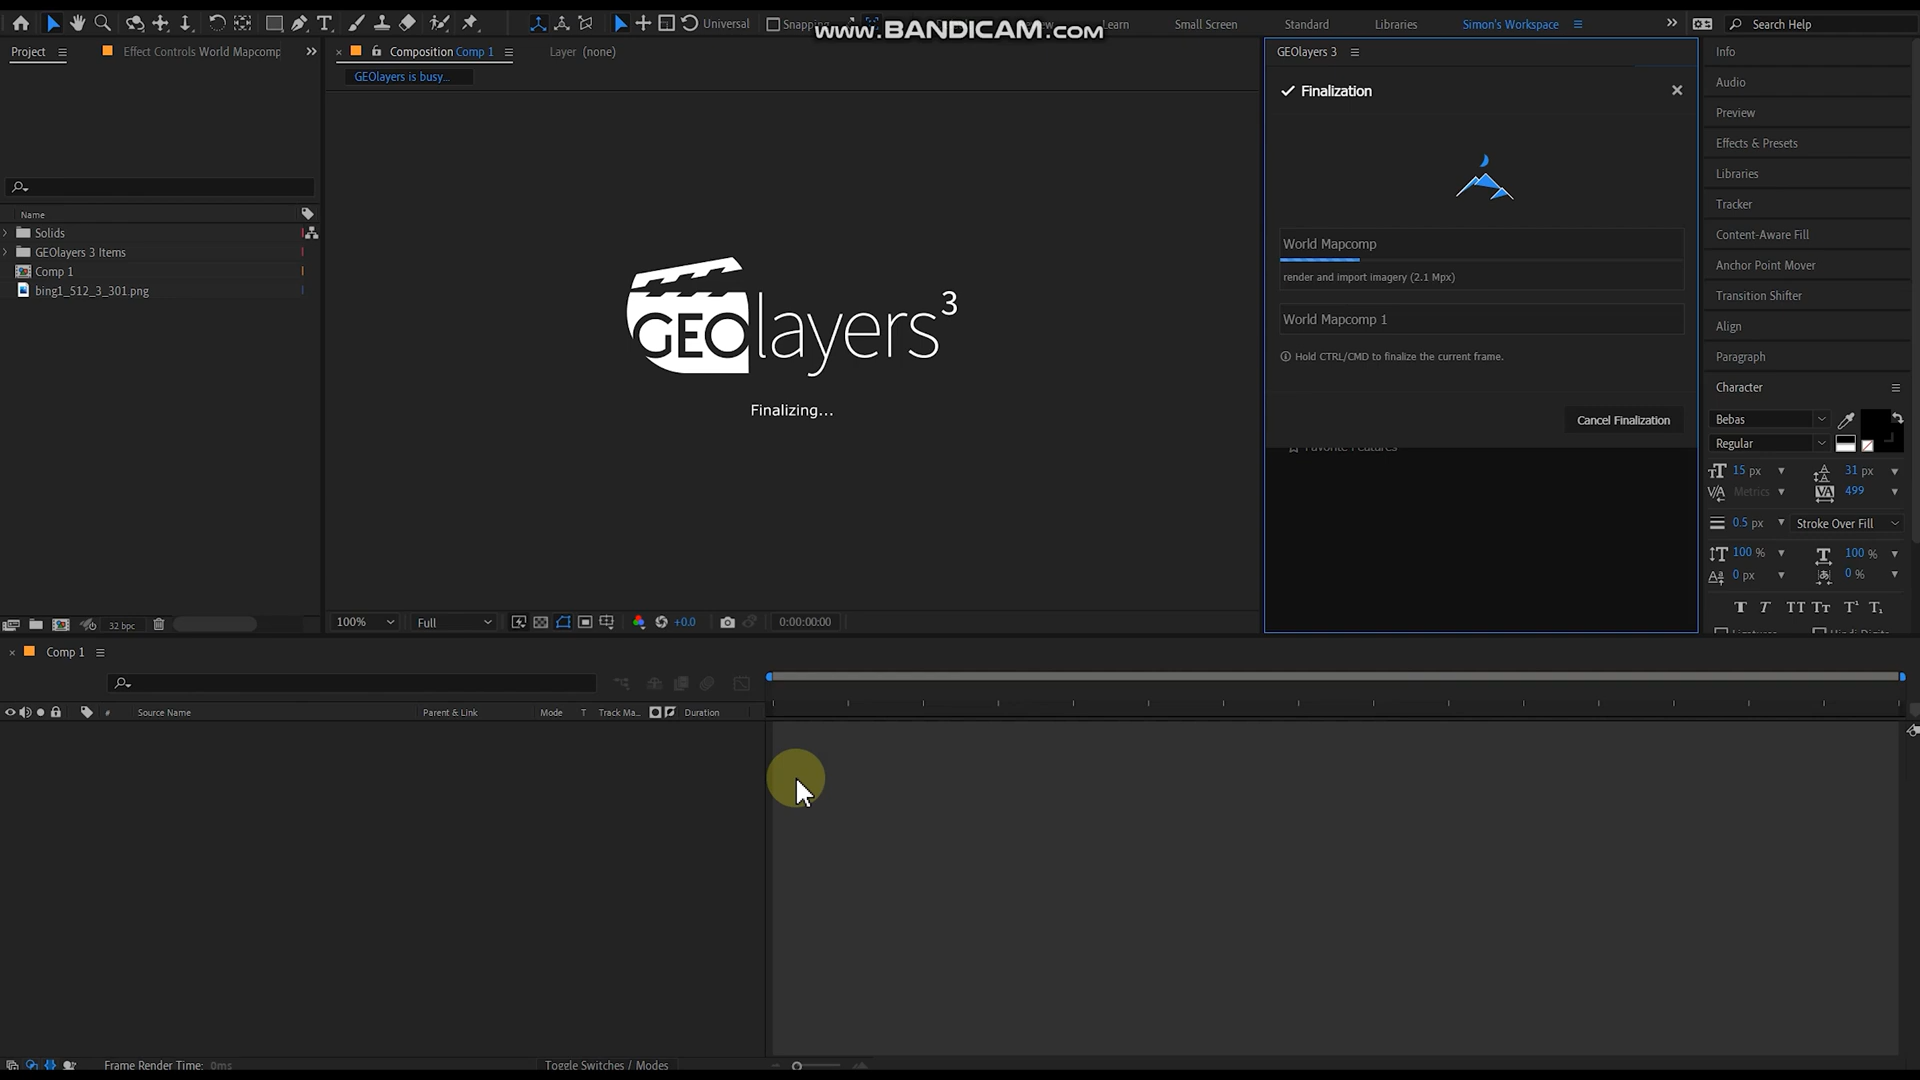 Universal
Snapping
www.BANDICAM.com
Learn
Small Screen
Standard
Libraries
Simon's Workspace
Search Help
Project
Effect Controls World Mapcomp
Composition Comp 1
Layer (none)
GEOlayers is busy...
GEOlayers 3
Finalization
World Mapcomp
render and import imagery (2.1 Mpx)
World Mapcomp 1
Hold CTRL/CMD to finalize the current frame.
Cancel Finalization
Favorite Features
Name
Solids
GEOlayers 3 Items
Comp 1
bing1_512_3_301.png
GEOlayers3
Finalizing...
Info
Audio
Preview
Effects & Presets
Libraries
Tracker
Content-Aware Fill
Anchor Point Mover
Transition Shifter
Align
Paragraph
Character
Bebas
Regular
15 px
31 px
Metrics
499
0.5 px
Stroke Over Fill
100 %
100 %
0 px
0 %
Ligatures
Hindi Digits
32 bpc
100%
Full
+0.0
0:00:00:00
Comp 1
#
Source Name
Parent & Link
Mode
T
Track Ma...
Duration
Frame Render Time: 0ms
Toggle Switches / Modes